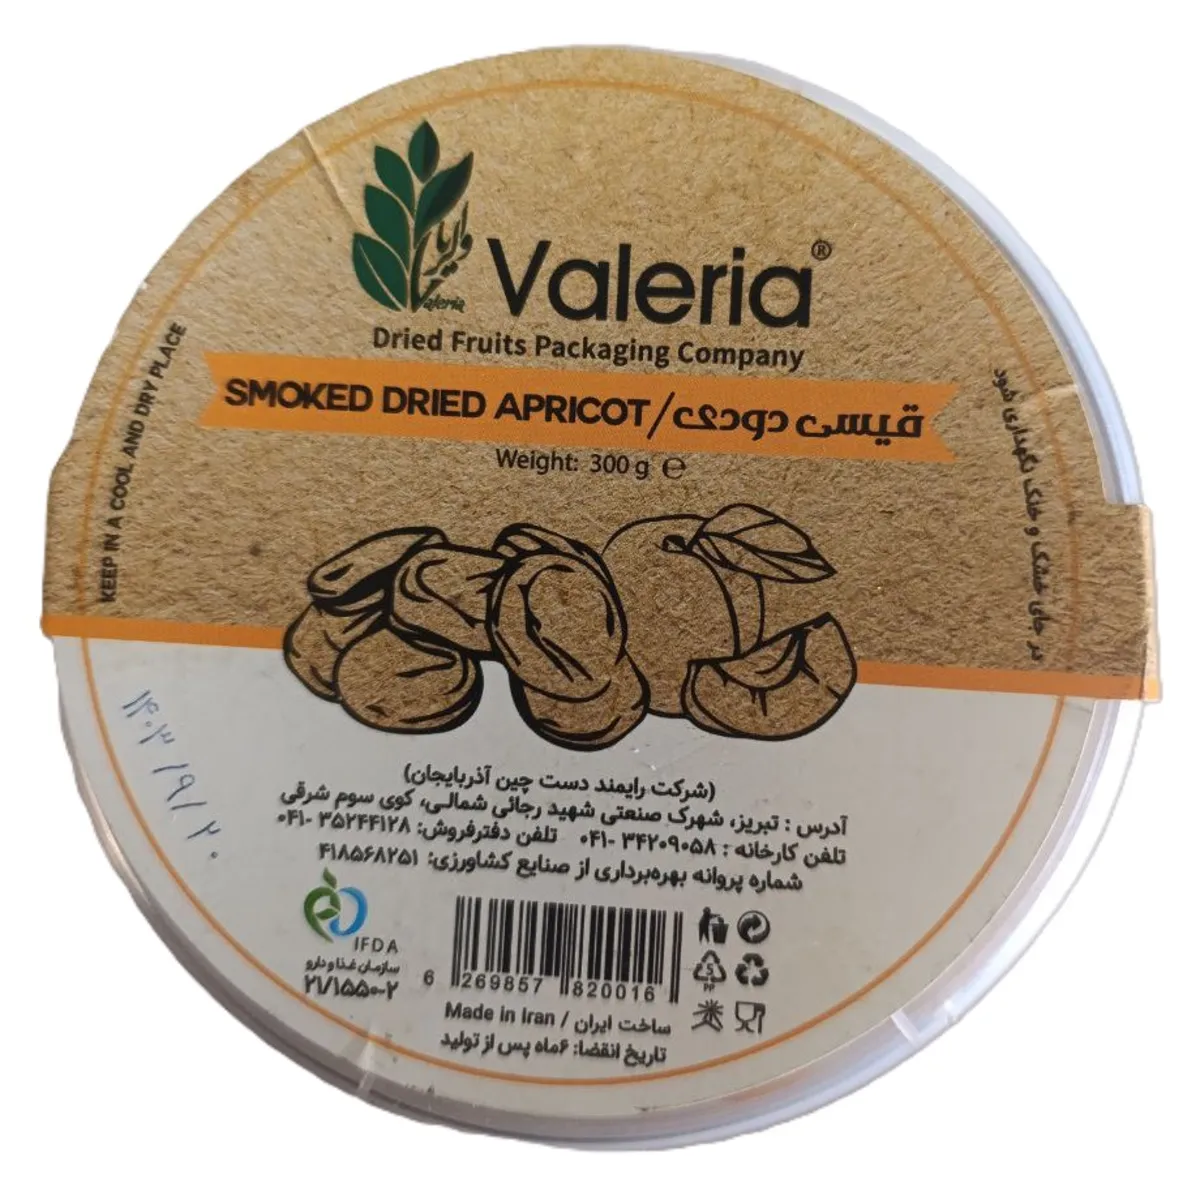 والریا
Valeria
Valeria®
Dried Fruits Packaging Company
SMOKED DRIED APRICOT/قیسی دودی
Weight: 300 g ℮
KEEP IN A COOL AND DRY PLACE
در جای خشک و خنک نگهداری شود
۱۴۰۳/۹/۲۰
(شرکت رایمند دست چین آذربایجان)
آدرس : تبریز، شهرک صنعتی شهید رجائی شمالی، کوی سوم شرقی
تلفن کارخانه : ۳۴۲۰۹۰۵۸ -۰۴۱ تلفن دفترفروش: ۳۵۲۴۴۱۲۸ -۰۴۱
شماره پروانه بهره‌برداری از صنایع کشاورزی: ۴۱۸۵۶۸۲۵۱
IFDA
سازمان غذا و دارو
۲۱/۱۵۵۰۰۲
6 269857 820016
5
PP
Made in Iran / ساخت ایران
تاریخ انقضا: ۶ماه پس از تولید